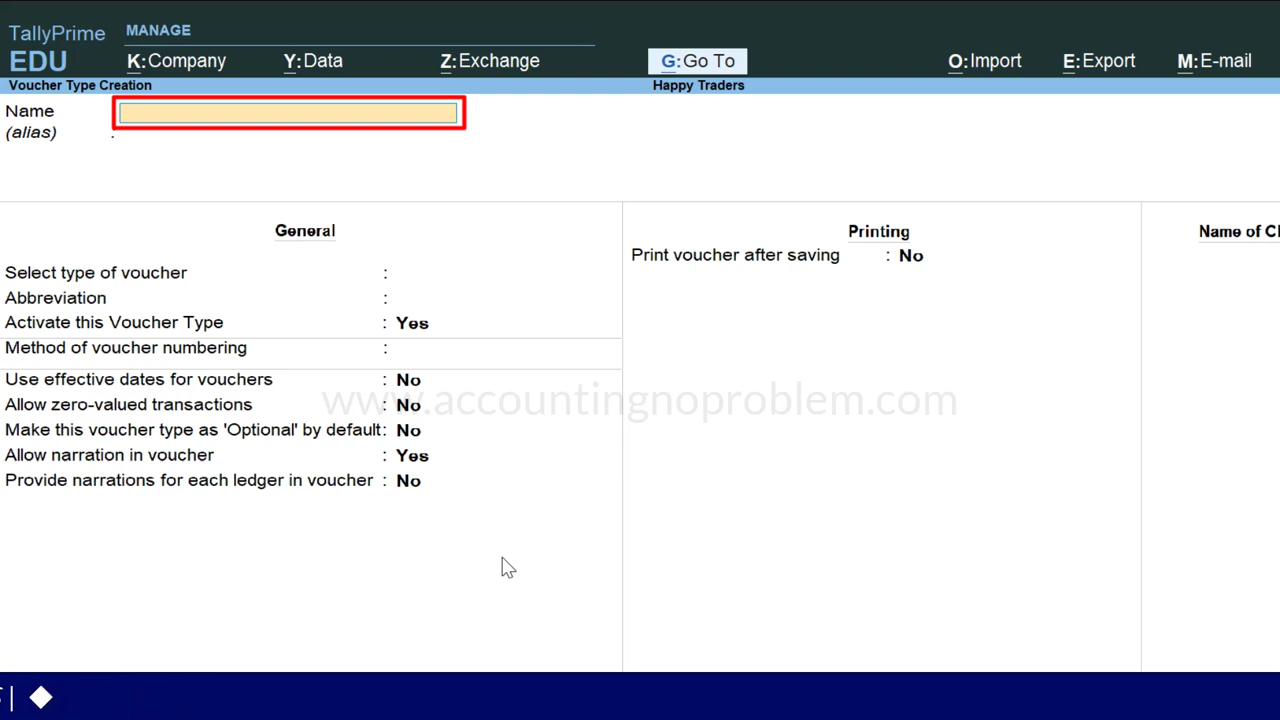 TallyPrime
EDU
MANAGE
K:Company
Y:Data
Z:Exchange
G:Go To
O:Import
E:Export
M:E-mail
Voucher Type Creation
Happy Traders
Name
(alias) :
General
Select type of voucher :
Abbreviation :
Activate this Voucher Type : Yes
Method of voucher numbering :
Use effective dates for vouchers : No
Allow zero-valued transactions : No
Make this voucher type as 'Optional' by default : No
Allow narration in voucher : Yes
Provide narrations for each ledger in voucher : No
Printing
Print voucher after saving : No
Name of Cl
www.accountingnoproblem.com